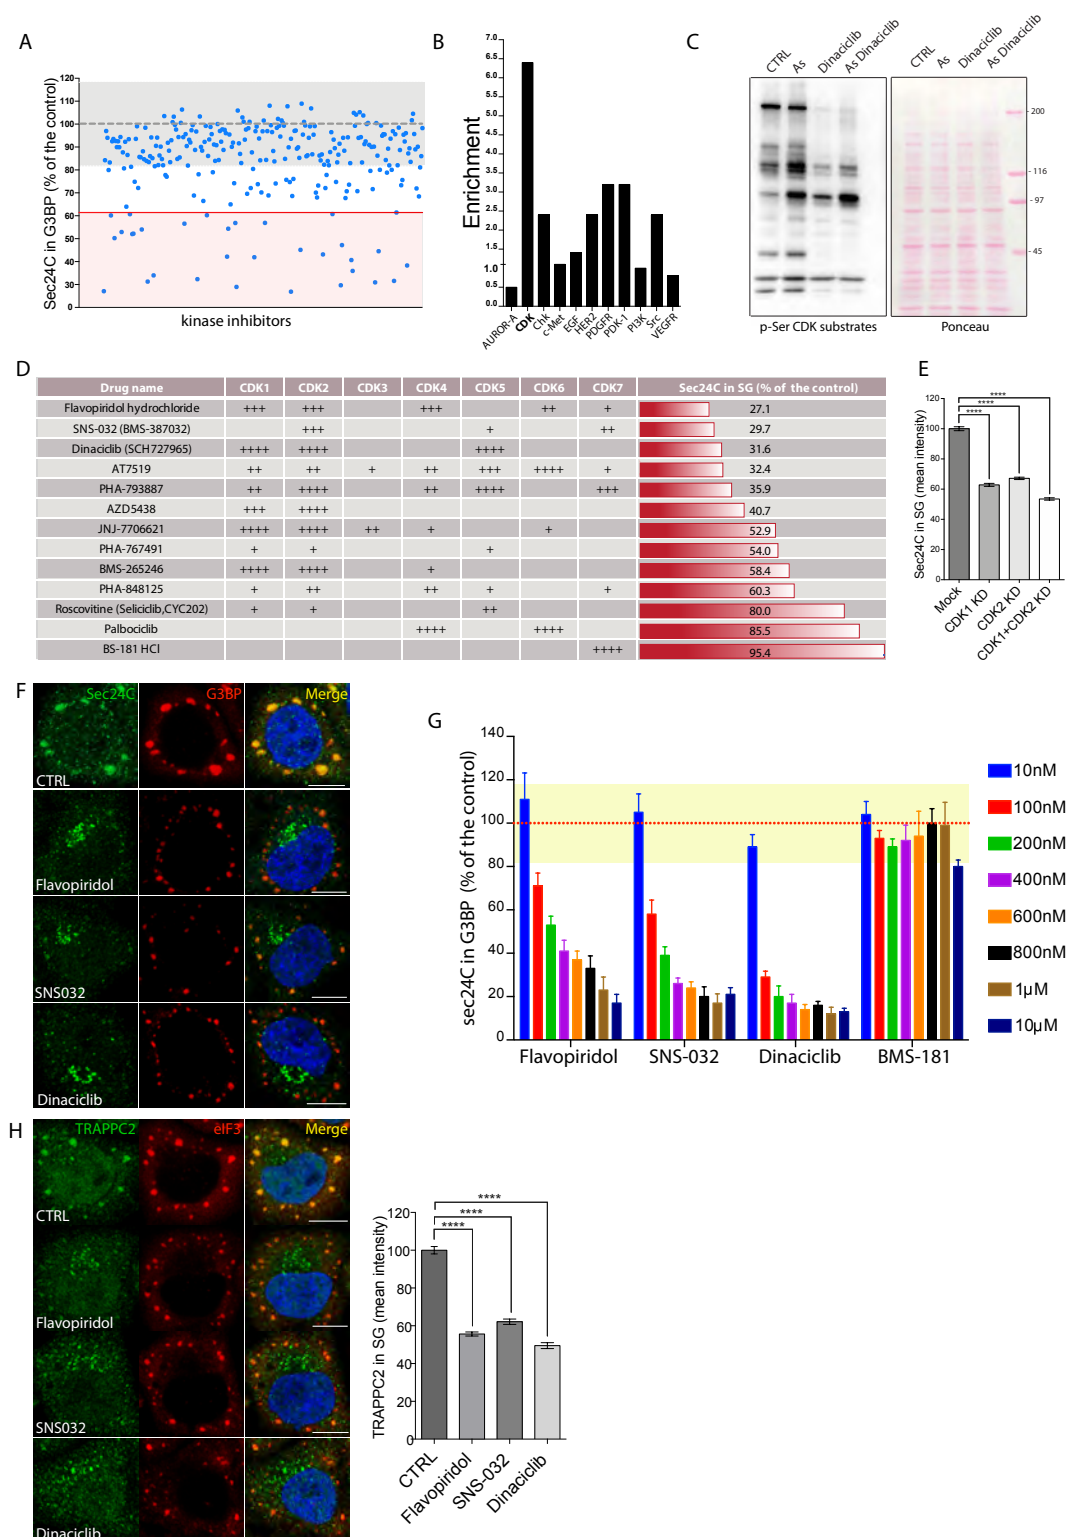 A
Sec24C in G3BP (% of the control)
120
110
100
90
80
70
60
50
40
30
0
kinase inhibitors
B
Enrichment
7.0
6.5
6.0
5.5
5.0
4.5
4.0
3.5
3.0
2.5
2.0
1.5
1.0
0.5
0.0
AUROR-A
CDK
Chk
c-Met
EGF
HER2
PDGFR
PDK-1
PI3K
Src
VEGFR
C
CTRL
As
Dinaciclib
As Dinaciclib
CTRL
As
Dinaciclib
As Dinaciclib
200
116
97
45
p-Ser CDK substrates
Ponceau
D
Drug name CDK1 CDK2 CDK3 CDK4 CDK5 CDK6 CDK7 Sec24C in SG (% of the control)
Flavopiridol hydrochloride +++ +++ +++ ++ + 27.1
SNS-032 (BMS-387032) +++ + ++ 29.7
Dinaciclib (SCH727965) ++++ ++++ ++++ 31.6
AT7519 ++ ++ + ++ +++ ++++ + 32.4
PHA-793887 ++ ++++ ++ ++++ +++ 35.9
AZD5438 +++ ++++ 40.7
JNJ-7706621 ++++ ++++ ++ + + 52.9
PHA-767491 + + + 54.0
BMS-265246 ++++ ++++ + 58.4
PHA-848125 + ++ ++ + + 60.3
Roscovitine (Seliciclib,CYC202) + + ++ 80.0
Palbociclib ++++ ++++ 85.5
BS-181 HCl ++++ 95.4
E
Sec24C in SG (mean intensity)
120
100
80
60
40
20
0
****
****
****
Mock
CDK1 KD
CDK2 KD
CDK1+CDK2 KD
F
Sec24C G3BP Merge
CTRL
Flavopiridol
SNS032
Dinaciclib
G
sec24C in G3BP (% of the control)
140
120
100
80
60
40
20
0
Flavopiridol SNS-032 Dinaciclib BMS-181
10nM
100nM
200nM
400nM
600nM
800nM
1µM
10µM
H
TRAPPC2 eIF3 Merge
CTRL
Flavopiridol
SNS032
Dinaciclib
TRAPPC2 in SG (mean intensity)
120
100
80
60
40
20
0
****
****
****
CTRL
Flavopiridol
SNS-032
Dinaciclib